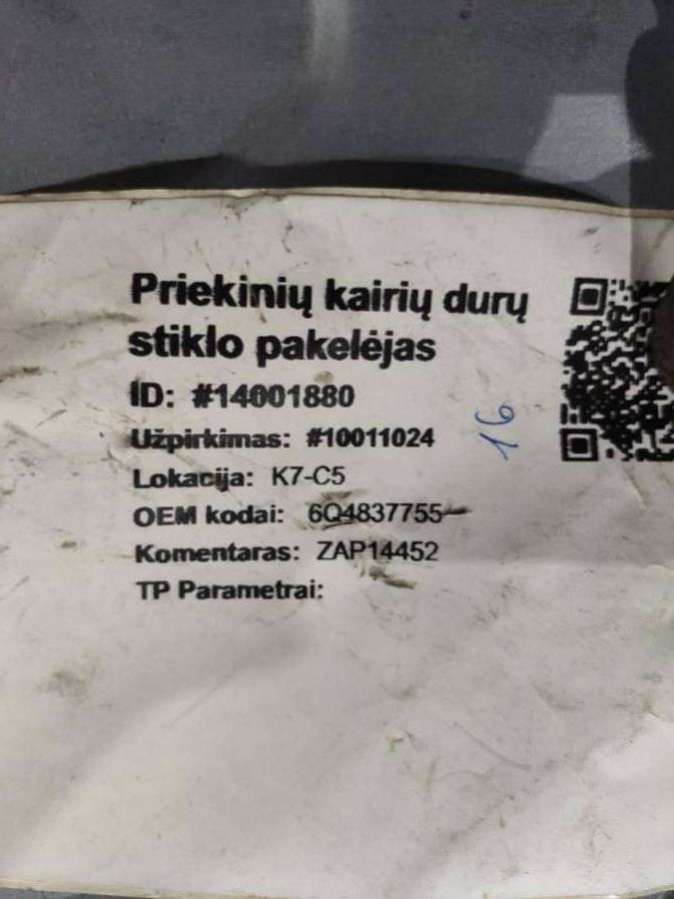 Priekinių kairių durų
stiklo pakelėjas
ID: #14001880
Užpirkimas: #10011024
16
Lokacija: K7-C5
OEM kodai: 6Q4837755
Komentaras: ZAP14452
TP Parametrai: